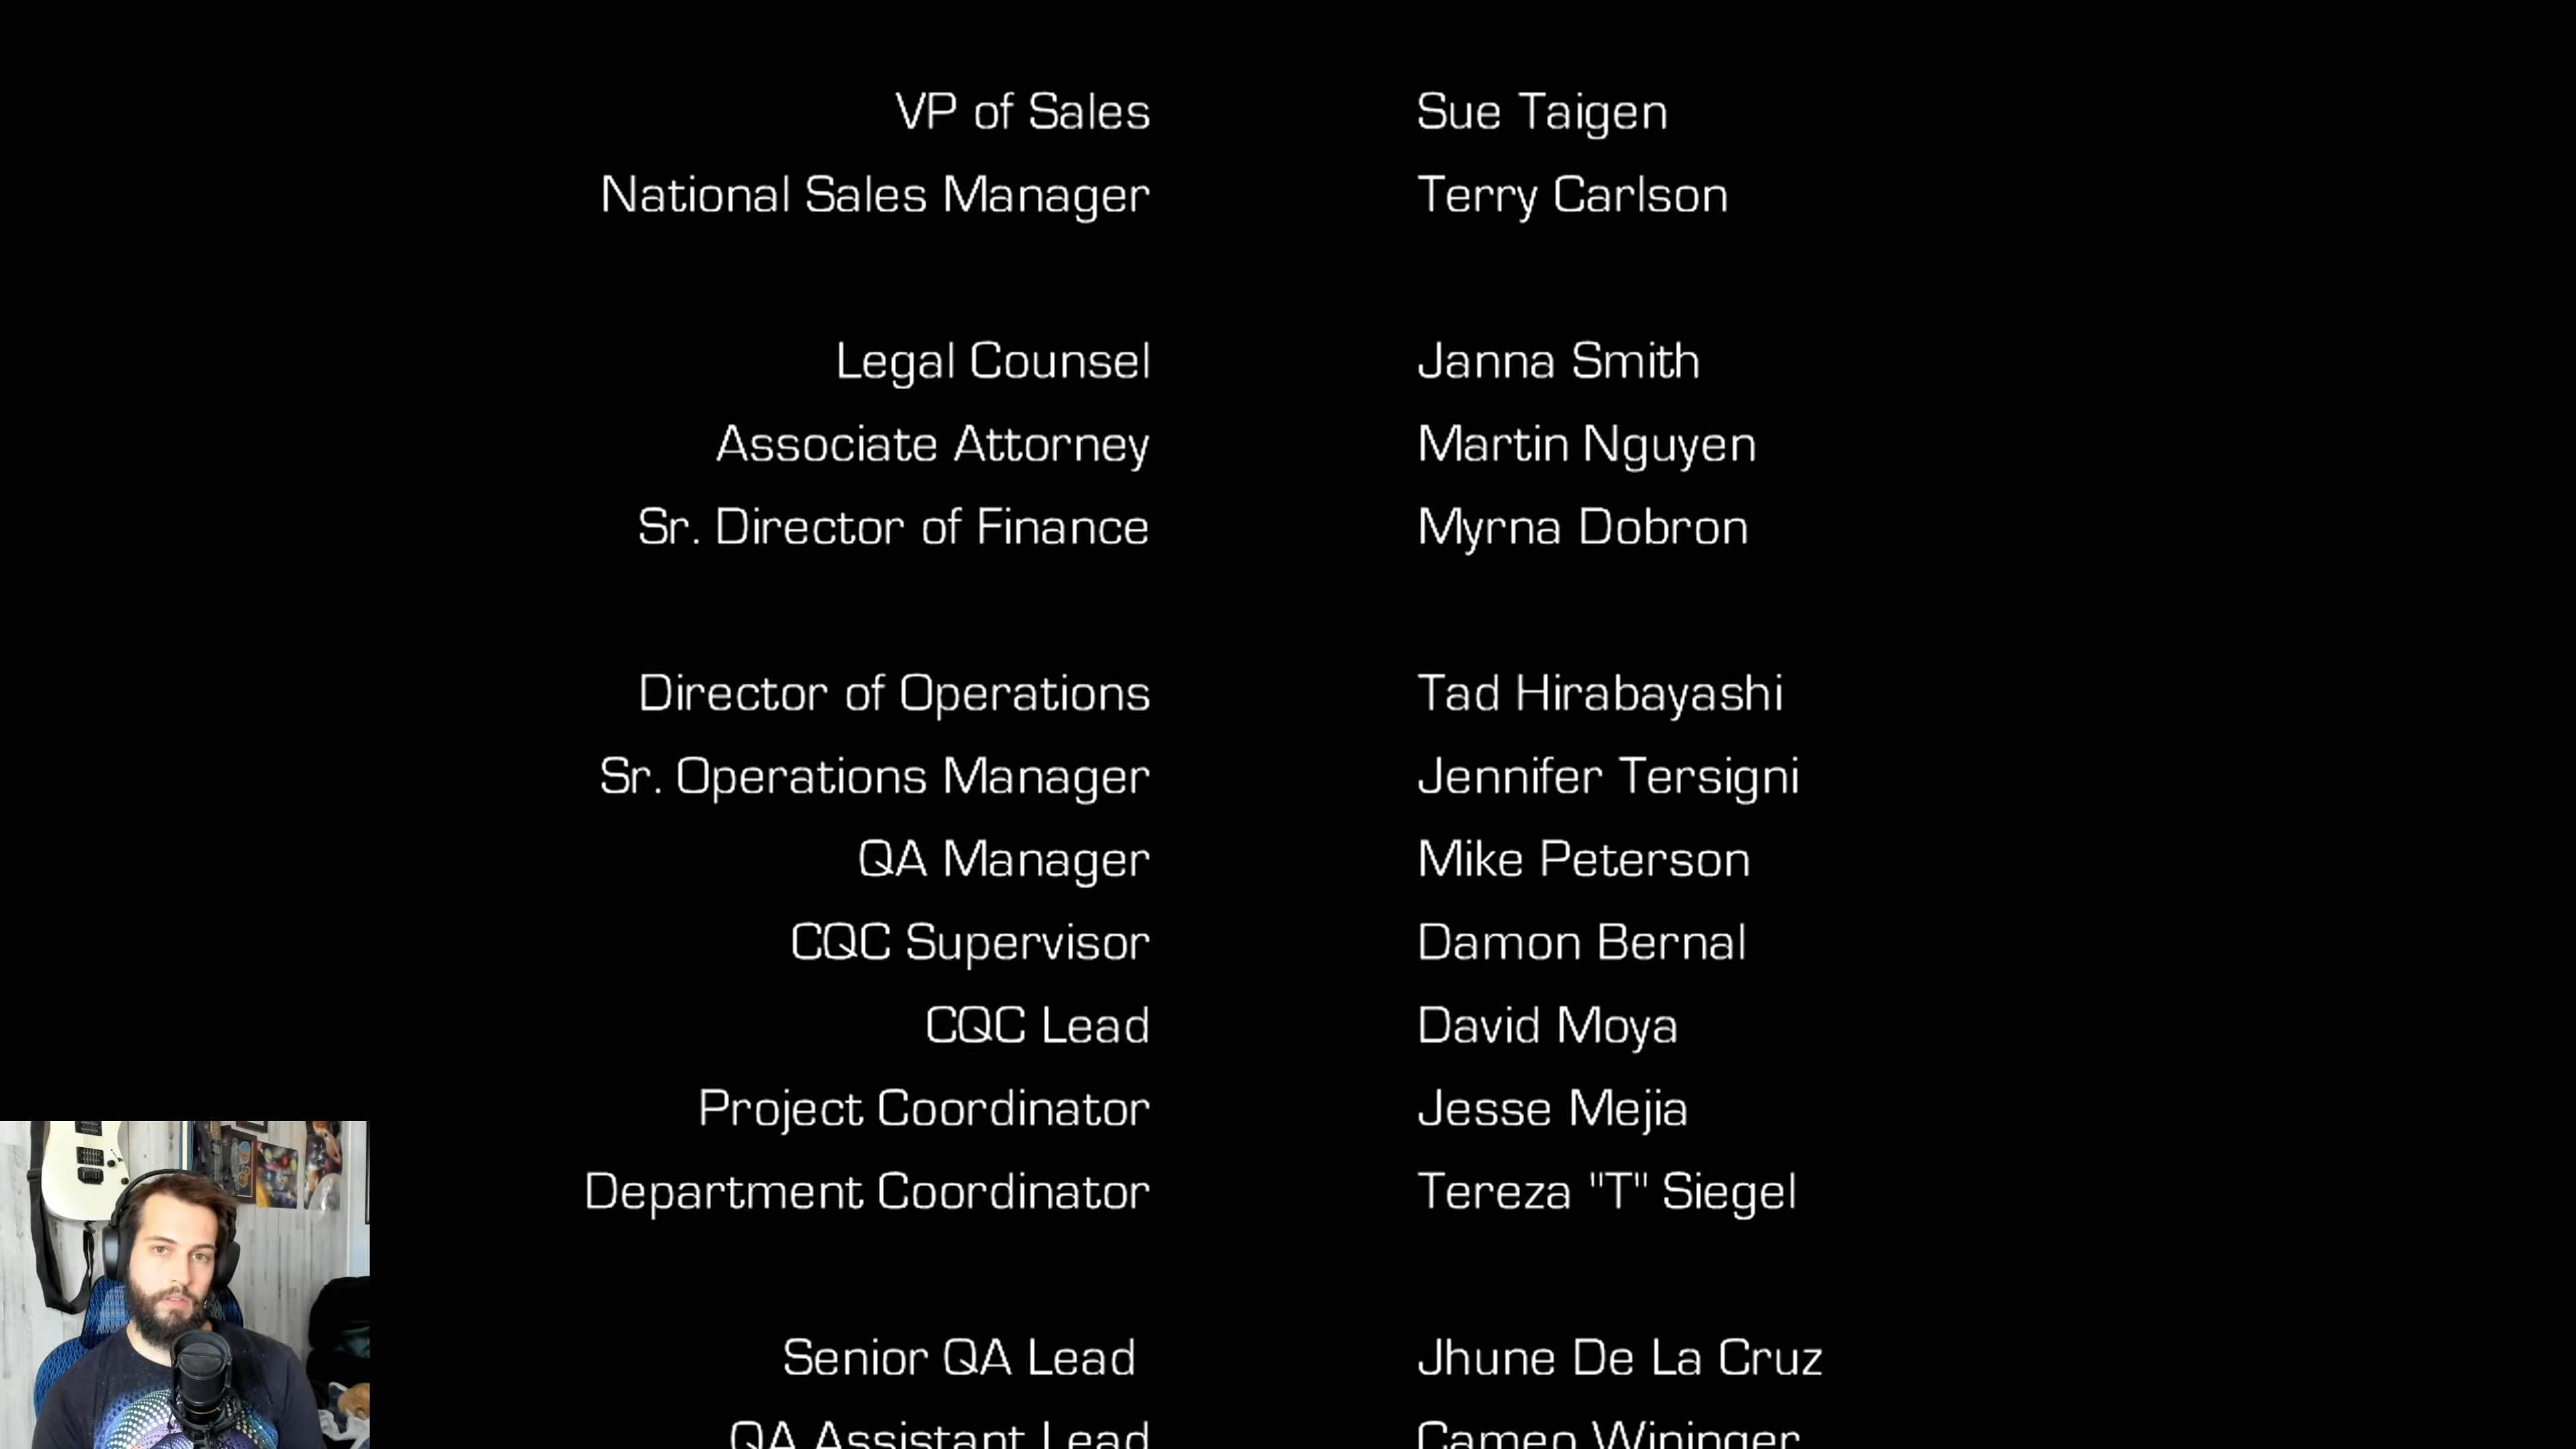 VP of Sales Sue Taigen
National Sales Manager Terry Carlson
Legal Counsel Janna Smith
Associate Attorney Martin Nguyen
Sr. Director of Finance Myrna Dobron
Director of Operations Tad Hirabayashi
Sr. Operations Manager Jennifer Tersigni
QA Manager Mike Peterson
CQC Supervisor Damon Bernal
CQC Lead David Moya
Project Coordinator Jesse Mejia
Department Coordinator Tereza "T" Siegel
Senior QA Lead Jhune De La Cruz
QA Assistant Lead Cameo Wininger